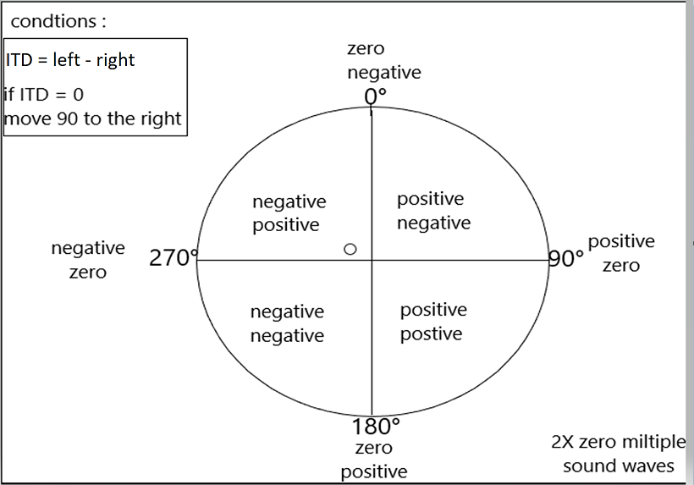 condtions :
ITD = left - right
if ITD = 0
move 90 to the right
zero
negative
0°
negative
positive
positive
negative
negative
zero
270°
90°
positive
zero
negative
negative
positive
postive
180°
zero
positive
2X zero miltiple
sound waves